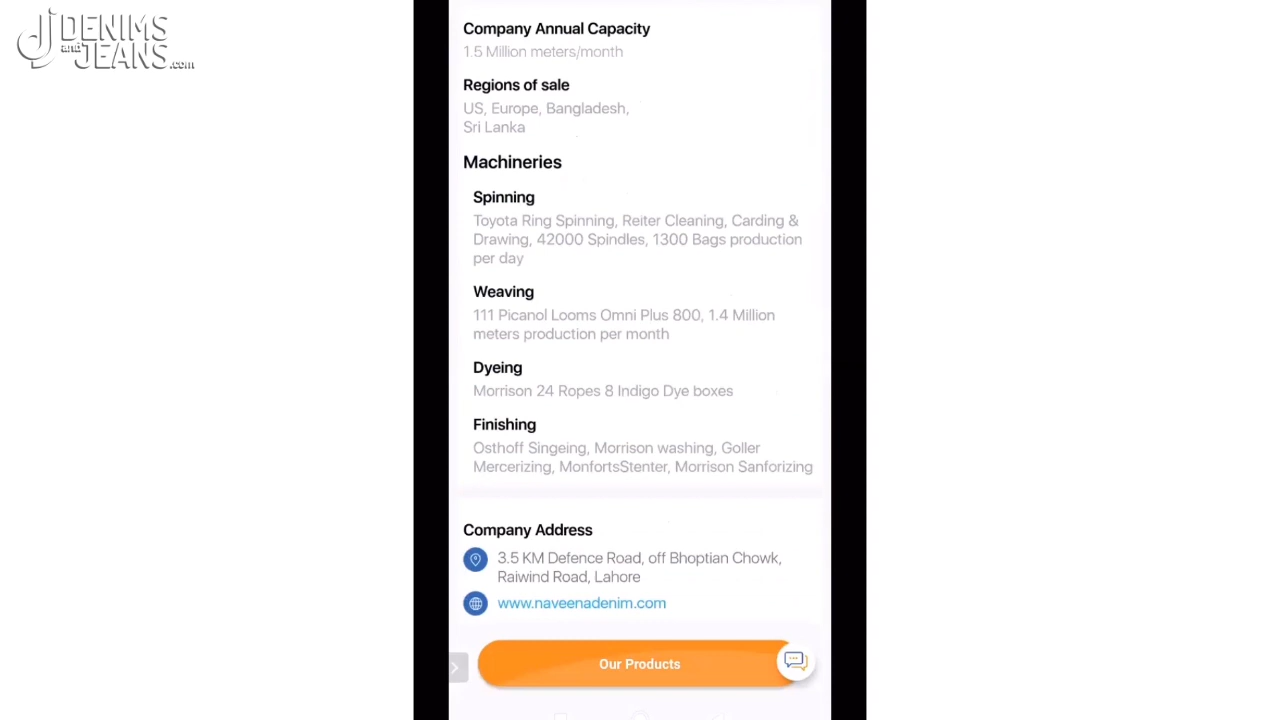 DENIMS
and
JEANS.com
Company Annual Capacity
1.5 Million meters/month
Regions of sale
US, Europe, Bangladesh,
Sri Lanka
Machineries
Spinning
Toyota Ring Spinning, Reiter Cleaning, Carding &
Drawing, 42000 Spindles, 1300 Bags production
per day
Weaving
111 Picanol Looms Omni Plus 800, 1.4 Million
meters production per month
Dyeing
Morrison 24 Ropes 8 Indigo Dye boxes
Finishing
Osthoff Singeing, Morrison washing, Goller
Mercerizing, MonfortsStenter, Morrison Sanforizing
Company Address
3.5 KM Defence Road, off Bhoptian Chowk,
Raiwind Road, Lahore
www.naveenadenim.com
Our Products